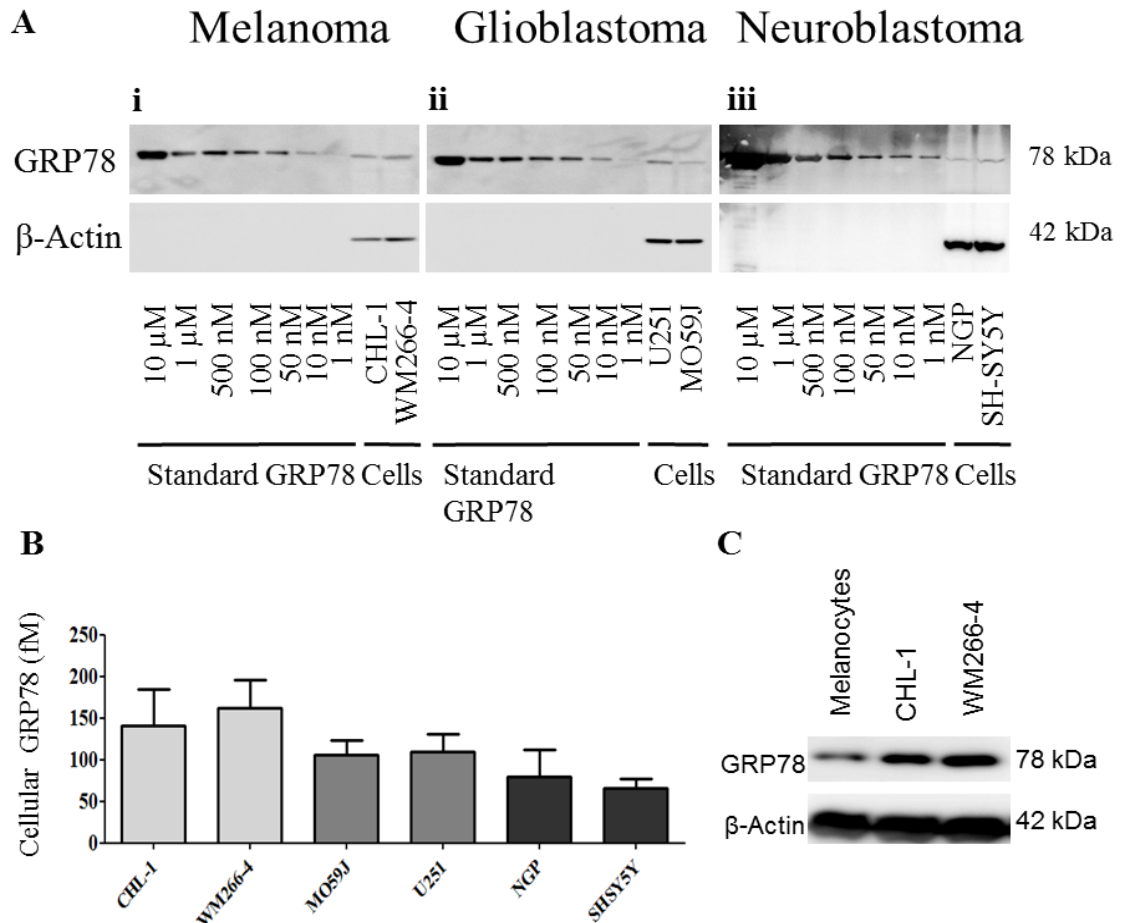 A
Melanoma Glioblastoma Neuroblastoma
i ii iii
GRP78 78 kDa
β-Actin 42 kDa
10 μM
1 μM
500 nM
100 nM
50 nM
10 nM
1 nM
CHL-1
WM266-4
10 μM
1 μM
500 nM
100 nM
50 nM
10 nM
1 nM
U251
MO59J
10 μM
1 μM
500 nM
100 nM
50 nM
10 nM
1 nM
NGP
SH-SY5Y
Standard GRP78 Cells
Standard
GRP78
Cells
Standard GRP78 Cells
B
Cellular GRP78 (fM)
250
200
150
100
50
0
CHL-1
WM266-4
MO59J
U251
NGP
SHSY5Y
C
Melanocytes
CHL-1
WM266-4
GRP78 78 kDa
β-Actin 42 kDa